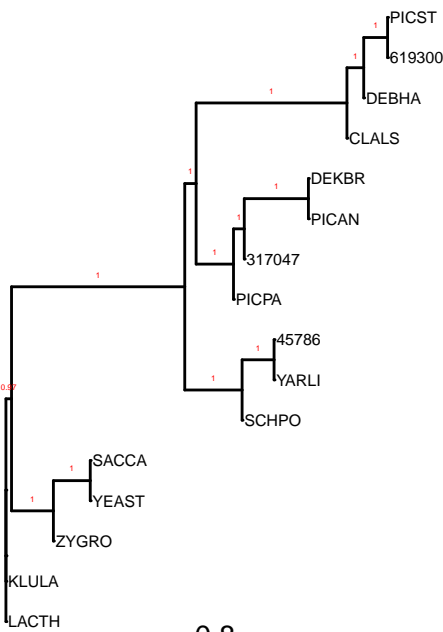 PICST
1
619300
1
DEBHA
1
CLALS
DEKBR
1
1
PICAN
1
317047
1
PICPA
1
45786
1
YARLI
1
SCHPO
0.97
SACCA
1
YEAST
1
ZYGRO
KLULA
LACTH